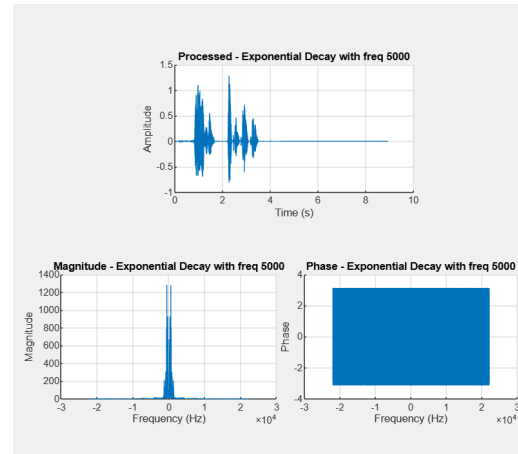 Processed - Exponential Decay with freq 5000
1.5
1
0.5
0
-0.5
-1
Amplitude
0 2 4 6 8 10
Time (s)
Magnitude - Exponential Decay with freq 5000
1400
1200
1000
800
600
400
200
0
Magnitude
-3 -2 -1 0 1 2 3
Frequency (Hz) ×10⁴
Phase - Exponential Decay with freq 5000
4
2
0
-2
-4
Phase
-3 -2 -1 0 1 2 3
Frequency (Hz) ×10⁴